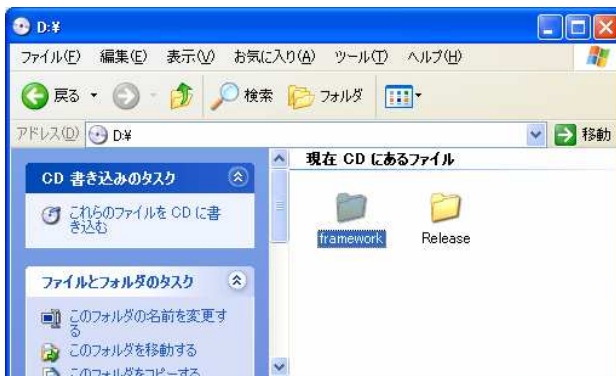 D:¥
ファイル(F) 編集(E) 表示(V) お気に入り(A) ツール(T) ヘルプ(H)
戻る 検索 フォルダ
アドレス(D) D:¥ 移動
CD 書き込みのタスク
これらのファイルを CD に書
き込む
ファイルとフォルダのタスク
このフォルダの名前を変更す
る
このフォルダを移動する
このフォルダをコピーする
現在 CD にあるファイル
framework Release